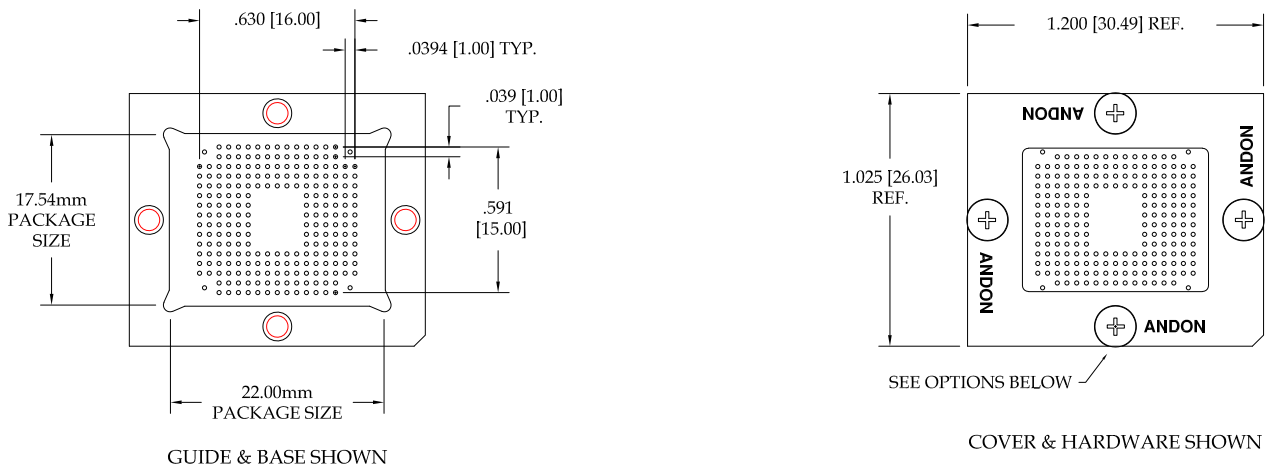 .630 [16.00]
.0394 [1.00] TYP.
.039 [1.00]
TYP.
17.54mm
PACKAGE
SIZE
.591
[15.00]
22.00mm
PACKAGE SIZE
GUIDE & BASE SHOWN
1.200 [30.49] REF.
ANDON
ANDON
1.025 [26.03]
REF.
ANDON
ANDON
SEE OPTIONS BELOW
COVER & HARDWARE SHOWN